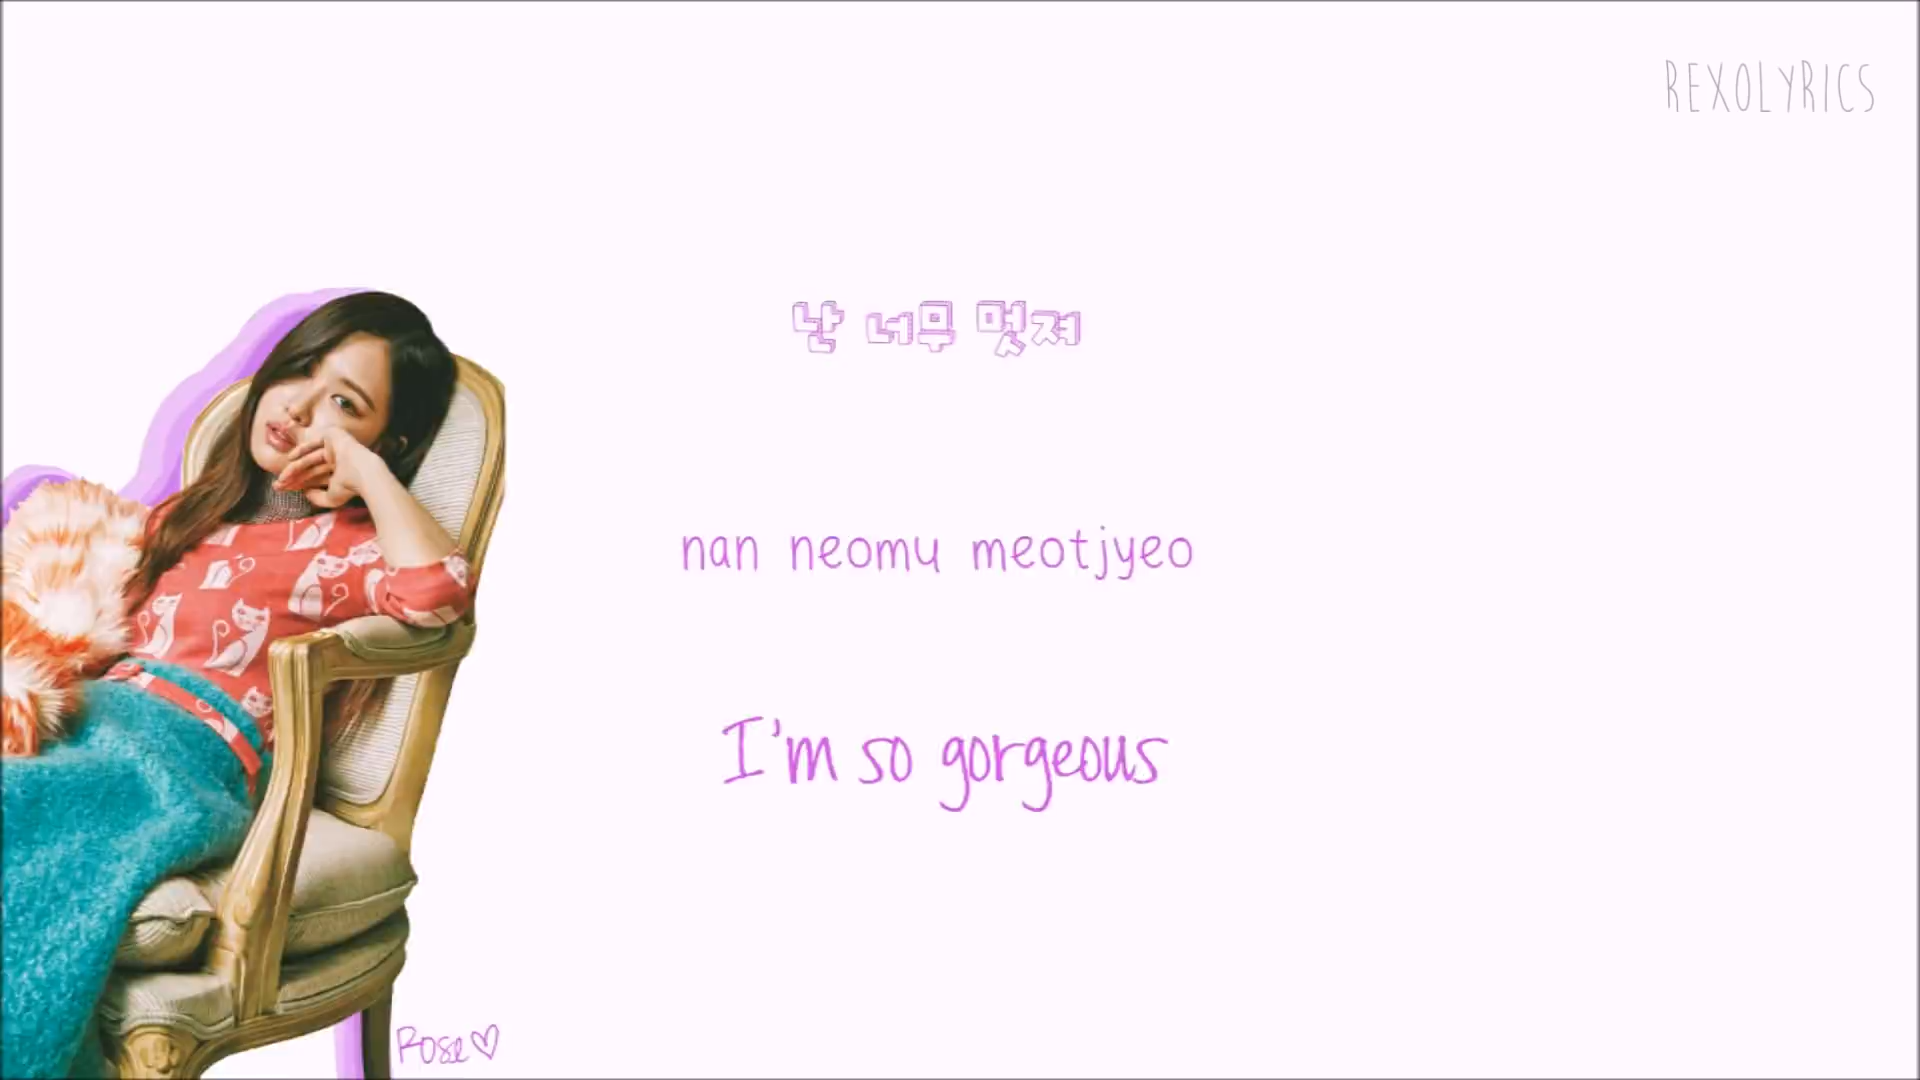 REXOLYRICS
난 너무 멋져
nan neomu meotjyeo
I'm so gorgeous
Rose♡